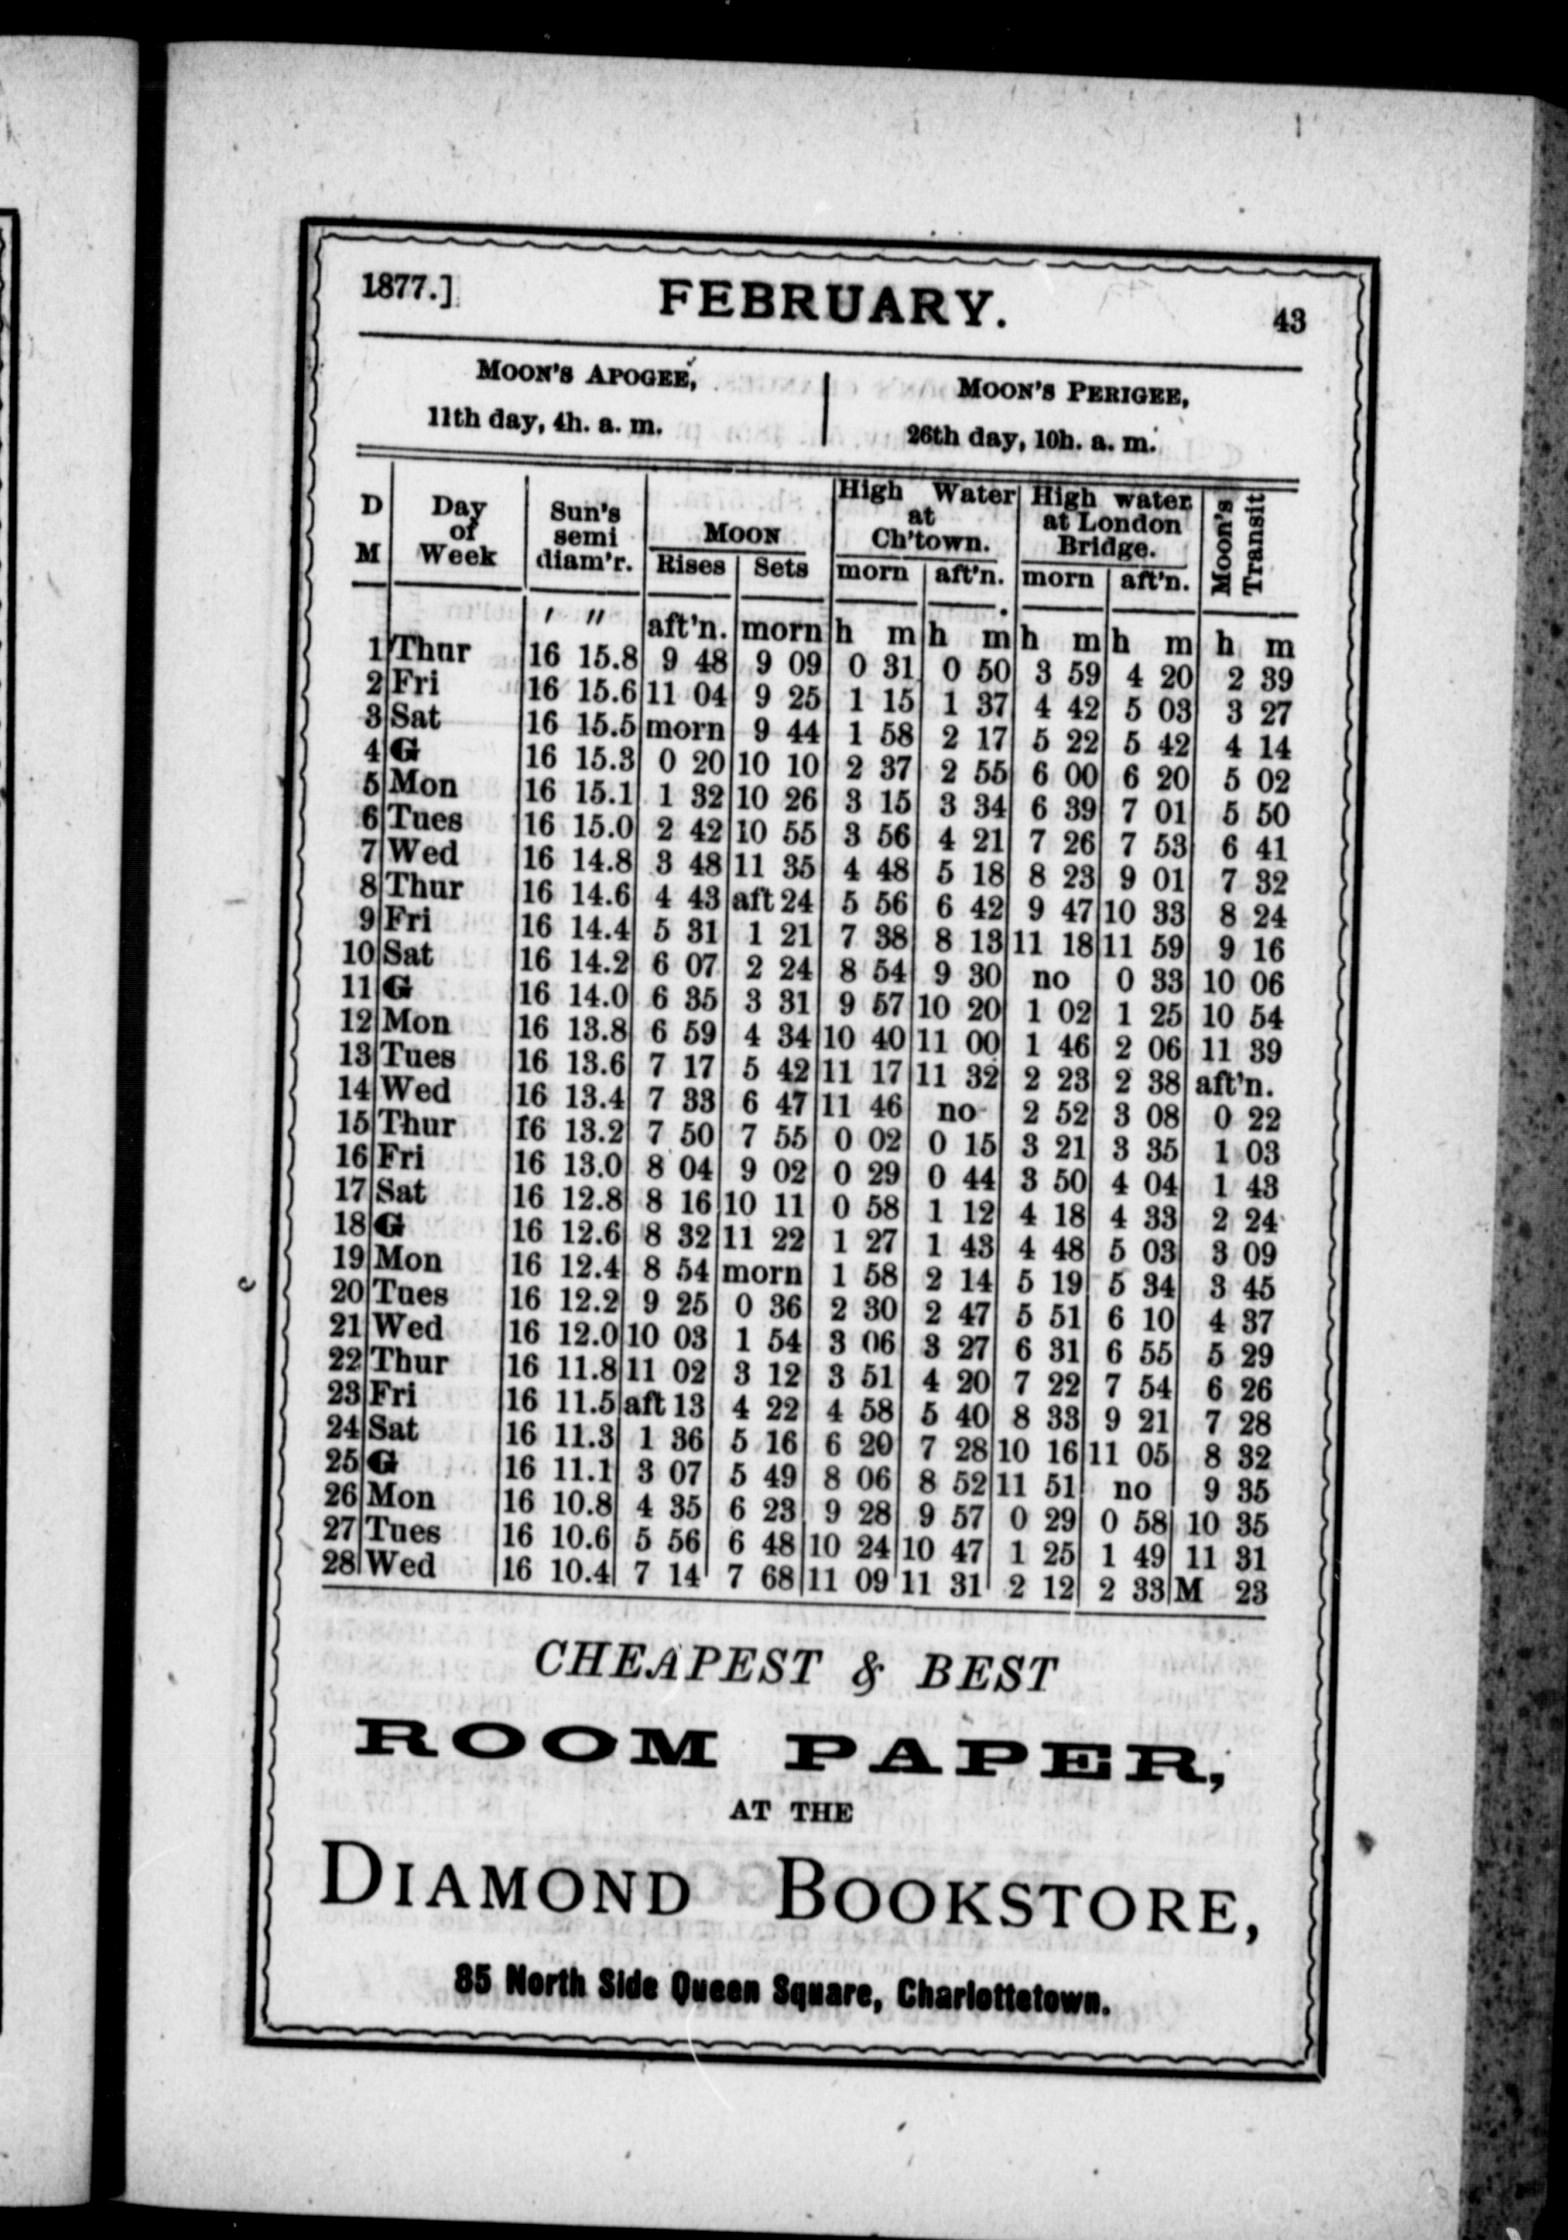 1877.] FEBRUARY. 43
MOON'S APOGEE, MOON'S PERIGEE,
11th day, 4h. a. m. 26th day, 10h. a. m.
D M Day of Week Sun's semi diam'r. MOON Rises Sets High Water at Ch'town. morn aft'n. High water at London Bridge. morn aft'n. Moon's Transit
' " aft'n. morn h m h m h m h m h m
1 Thur 16 15.8 9 48 9 09 0 31 0 50 3 59 4 20 2 39
2 Fri 16 15.6 11 04 9 25 1 15 1 37 4 42 5 03 3 27
3 Sat 16 15.5 morn 9 44 1 58 2 17 5 22 5 42 4 14
4 G 16 15.3 0 20 10 10 2 37 2 55 6 00 6 20 5 02
5 Mon 16 15.1 1 32 10 26 3 15 3 34 6 39 7 01 5 50
6 Tues 16 15.0 2 42 10 55 3 56 4 21 7 26 7 53 6 41
7 Wed 16 14.8 3 48 11 35 4 48 5 18 8 23 9 01 7 32
8 Thur 16 14.6 4 43 aft 24 5 56 6 42 9 47 10 33 8 24
9 Fri 16 14.4 5 31 1 21 7 38 8 13 11 18 11 59 9 16
10 Sat 16 14.2 6 07 2 24 8 54 9 30 no 0 33 10 06
11 G 16 14.0 6 35 3 31 9 57 10 20 1 02 1 25 10 54
12 Mon 16 13.8 6 59 4 34 10 40 11 00 1 46 2 06 11 39
13 Tues 16 13.6 7 17 5 42 11 17 11 32 2 23 2 38 aft'n.
14 Wed 16 13.4 7 33 6 47 11 46 no 2 52 3 08 0 22
15 Thur 16 13.2 7 50 7 55 0 02 0 15 3 21 3 35 1 03
16 Fri 16 13.0 8 04 9 02 0 29 0 44 3 50 4 04 1 43
17 Sat 16 12.8 8 16 10 11 0 58 1 12 4 18 4 33 2 24
18 G 16 12.6 8 32 11 22 1 27 1 43 4 48 5 03 3 09
19 Mon 16 12.4 8 54 morn 1 58 2 14 5 19 5 34 3 45
20 Tues 16 12.2 9 25 0 36 2 30 2 47 5 51 6 10 4 37
21 Wed 16 12.0 10 03 1 54 3 06 3 27 6 31 6 55 5 29
22 Thur 16 11.8 11 02 3 12 3 51 4 20 7 22 7 54 6 26
23 Fri 16 11.5 aft 13 4 22 4 58 5 40 8 33 9 21 7 28
24 Sat 16 11.3 1 36 5 16 6 20 7 28 10 16 11 05 8 32
25 G 16 11.1 3 07 5 49 8 06 8 52 11 51 no 9 35
26 Mon 16 10.8 4 35 6 23 9 28 9 57 0 29 0 58 10 35
27 Tues 16 10.6 5 56 6 48 10 24 10 47 1 25 1 49 11 31
28 Wed 16 10.4 7 14 7 68 11 09 11 31 2 12 2 33 M 23
CHEAPEST & BEST
ROOM PAPER,
AT THE
DIAMOND BOOKSTORE,
85 North Side Queen Square, Charlottetown.